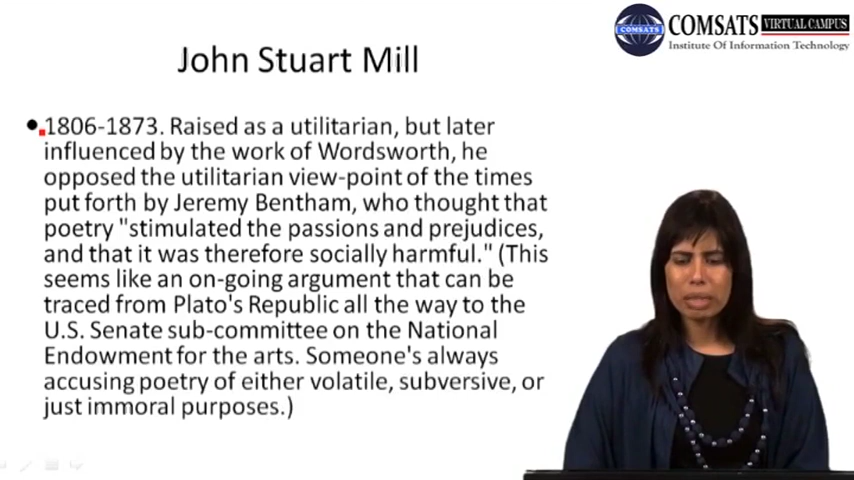 COMSATS VIRTUAL CAMPUS
COMSATS
Institute Of Information Technology
John Stuart Mill
•1806-1873. Raised as a utilitarian, but later
influenced by the work of Wordsworth, he
opposed the utilitarian view-point of the times
put forth by Jeremy Bentham, who thought that
poetry "stimulated the passions and prejudices,
and that it was therefore socially harmful." (This
seems like an on-going argument that can be
traced from Plato's Republic all the way to the
U.S. Senate sub-committee on the National
Endowment for the arts. Someone's always
accusing poetry of either volatile, subversive, or
just immoral purposes.)